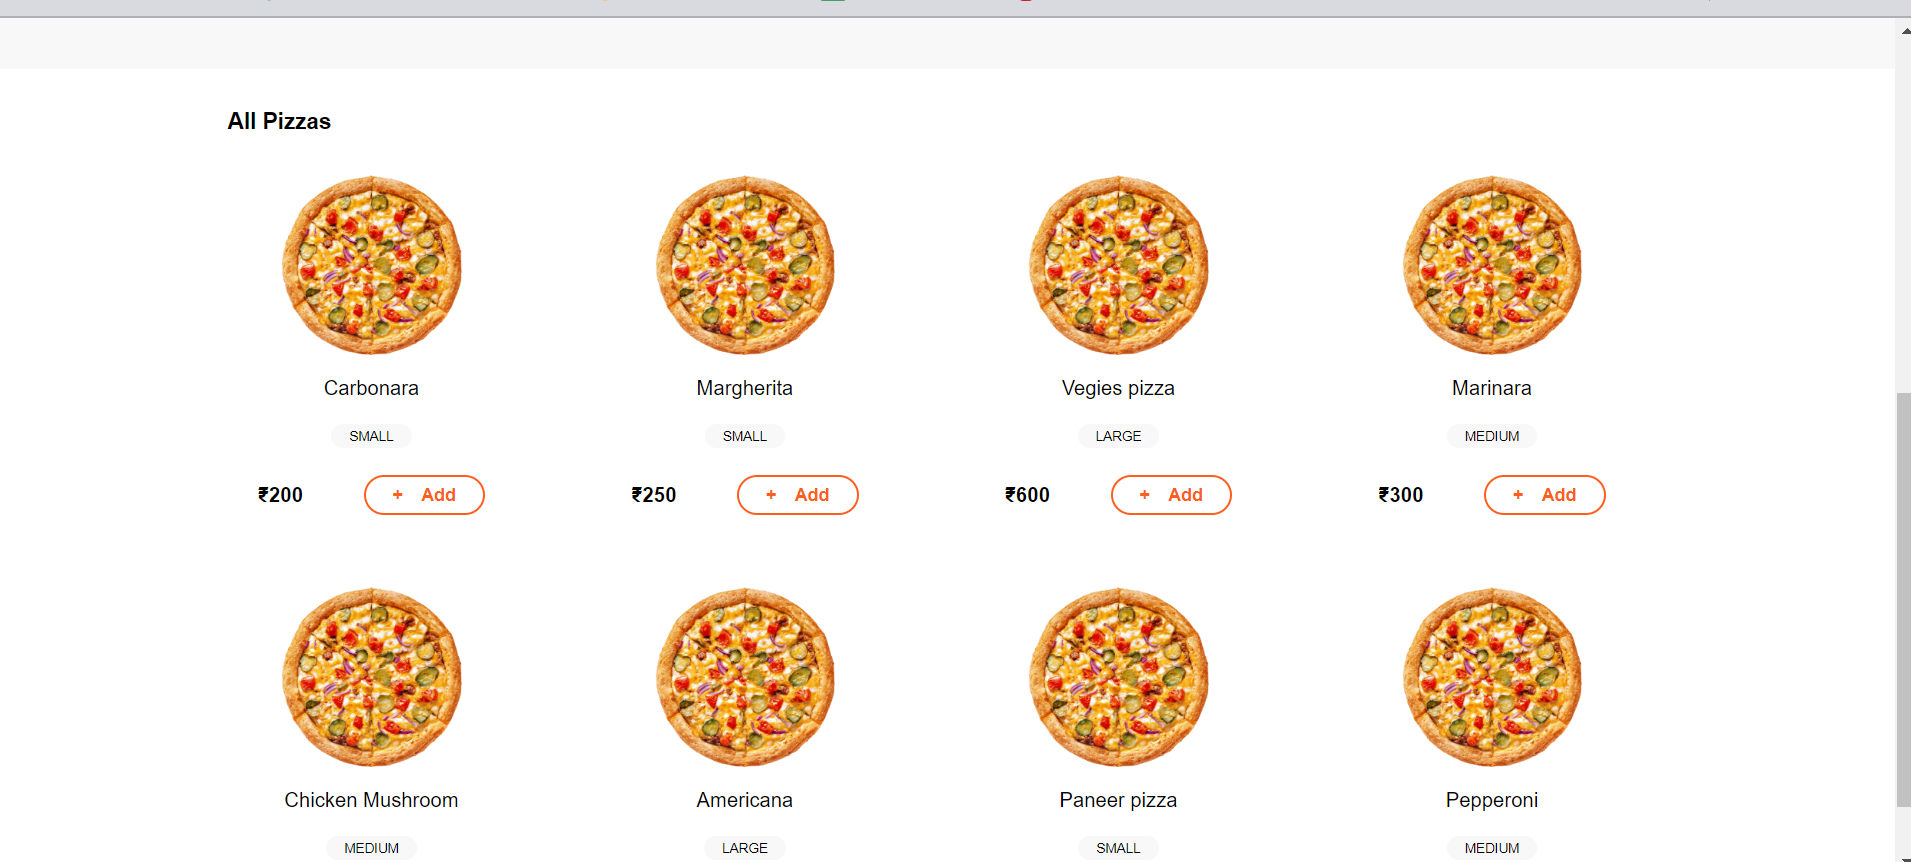 All Pizzas
Carbonara
Margherita
Vegies pizza
Marinara
SMALL
SMALL
LARGE
MEDIUM
₹200
+ Add
₹250
+ Add
₹600
+ Add
₹300
+ Add
Chicken Mushroom
Americana
Paneer pizza
Pepperoni
MEDIUM
LARGE
SMALL
MEDIUM